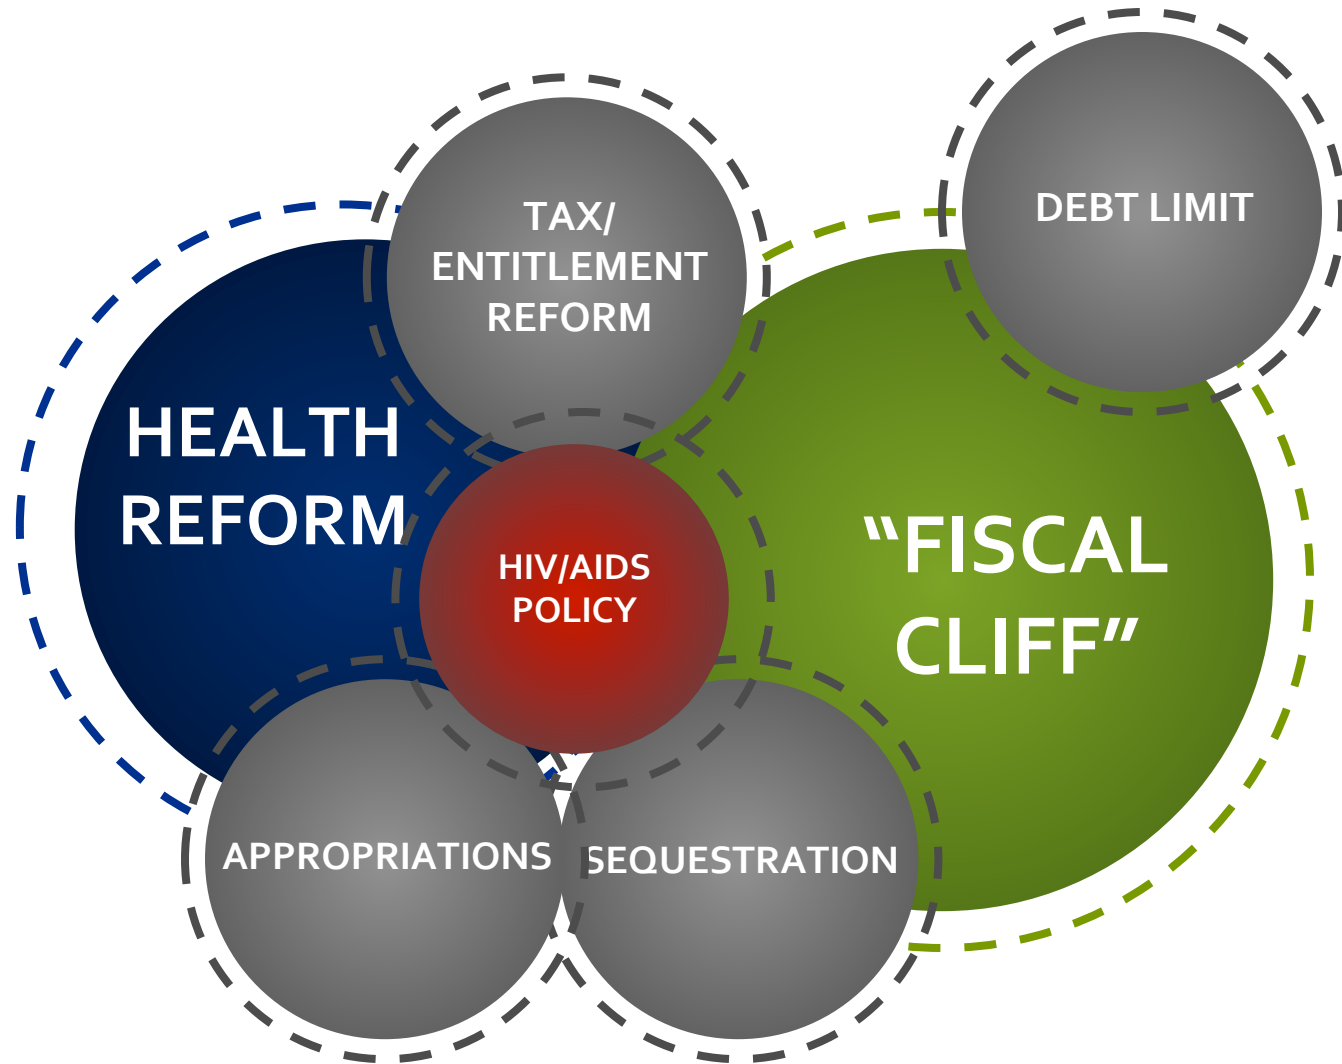 TAX/
ENTITLEMENT
REFORM
DEBT LIMIT
HEALTH
REFORM
“FISCAL
CLIFF”
HIV/AIDS
POLICY
APPROPRIATIONS
SEQUESTRATION